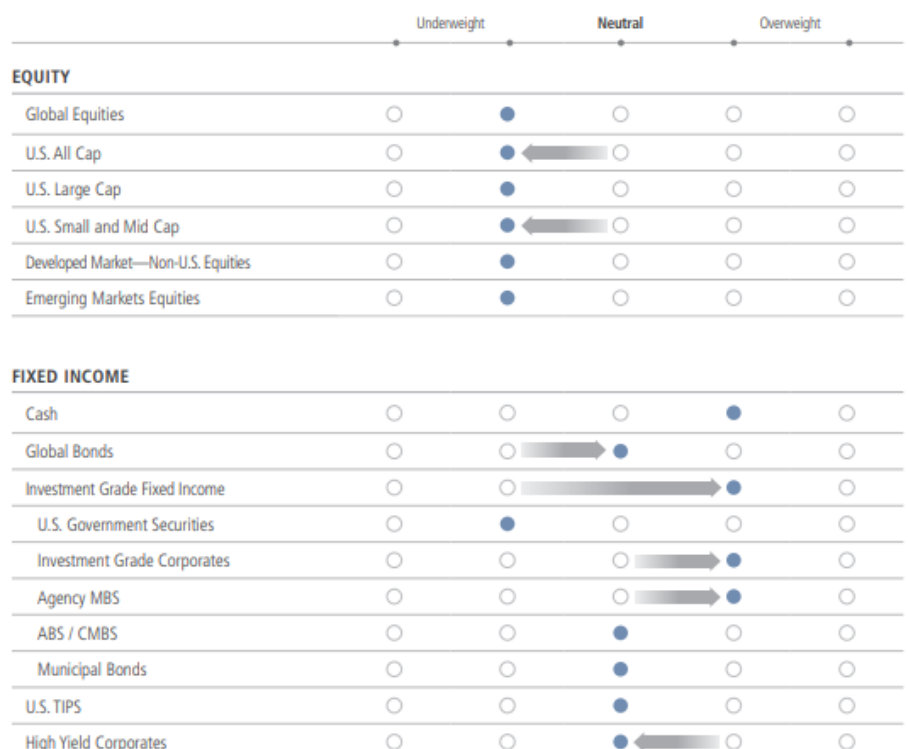 Underweight Neutral Overweight
EQUITY
Global Equities
U.S. All Cap
U.S. Large Cap
U.S. Small and Mid Cap
Developed Market—Non-U.S. Equities
Emerging Markets Equities
FIXED INCOME
Cash
Global Bonds
Investment Grade Fixed Income
U.S. Government Securities
Investment Grade Corporates
Agency MBS
ABS / CMBS
Municipal Bonds
U.S. TIPS
High Yield Corporates